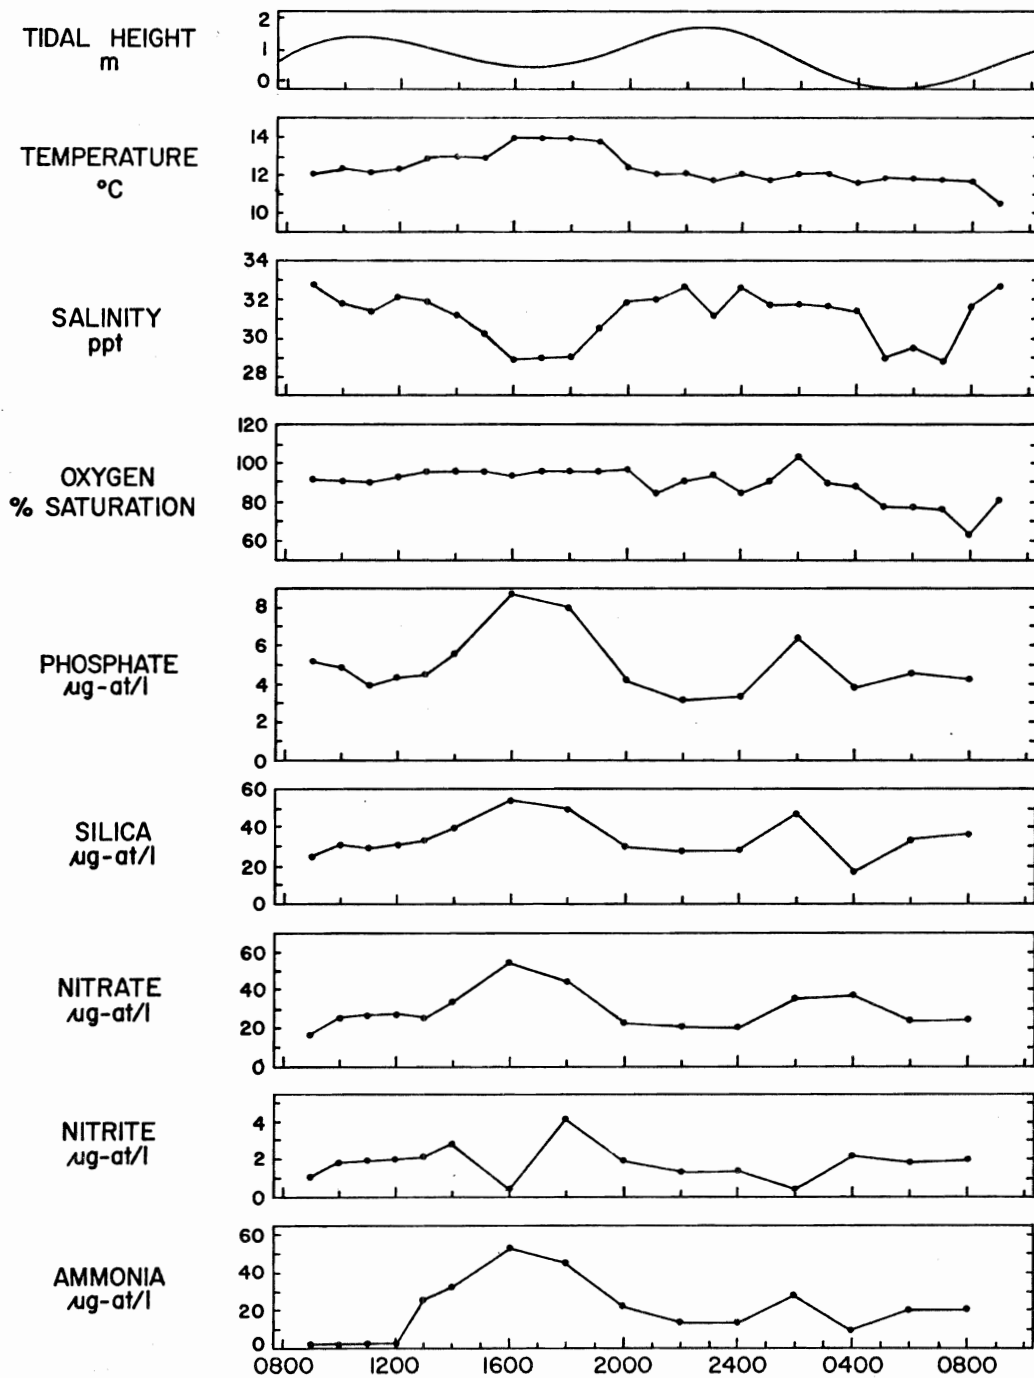 TIDAL HEIGHT
m
2
1
0
TEMPERATURE
°C
14
12
10
SALINITY
ppt
34
32
30
28
OXYGEN
% SATURATION
120
100
80
60
PHOSPHATE
µg-at/l
8
6
4
2
0
SILICA
µg-at/l
60
40
20
0
NITRATE
µg-at/l
60
40
20
0
NITRITE
µg-at/l
4
2
0
AMMONIA
µg-at/l
60
40
20
0
0800 1200 1600 2000 2400 0400 0800